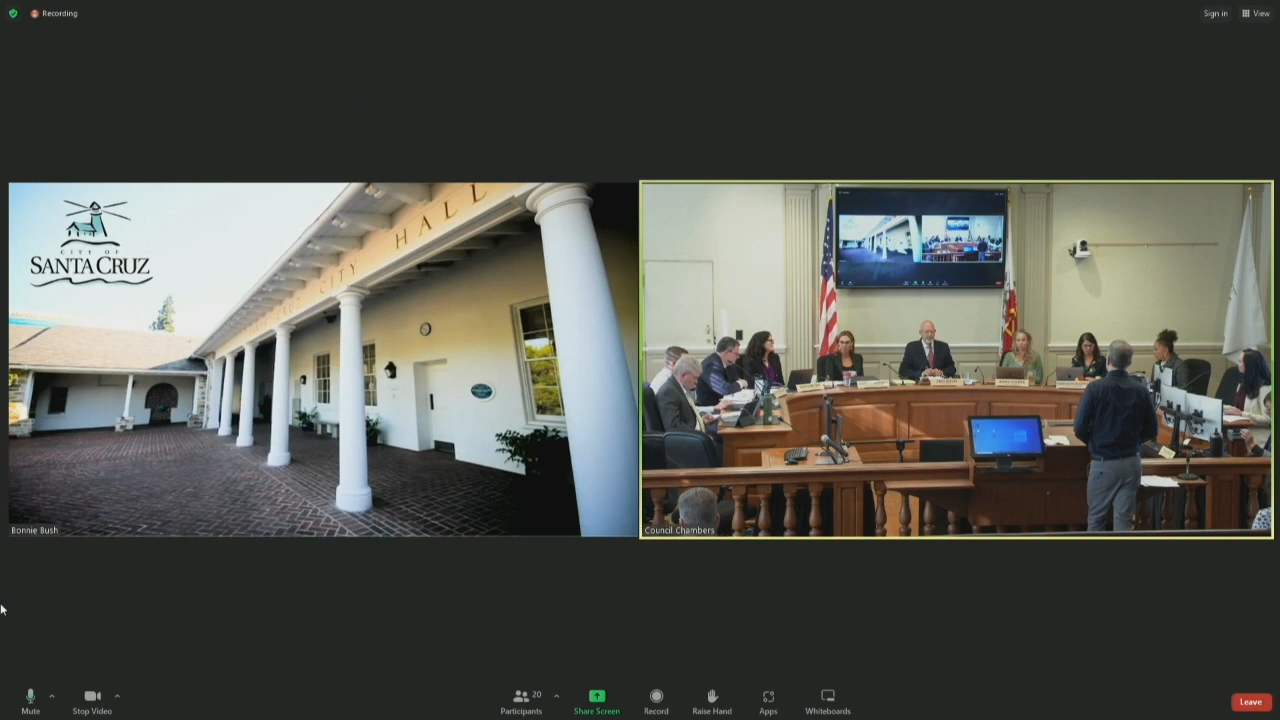 Recording
Sign in
View
CITY OF
SANTA CRUZ
CITY HALL
Bonnie Bush
Council Chambers
Mute
Stop Video
Participants
20
Share Screen
Record
Raise Hand
Apps
Whiteboards
Leave